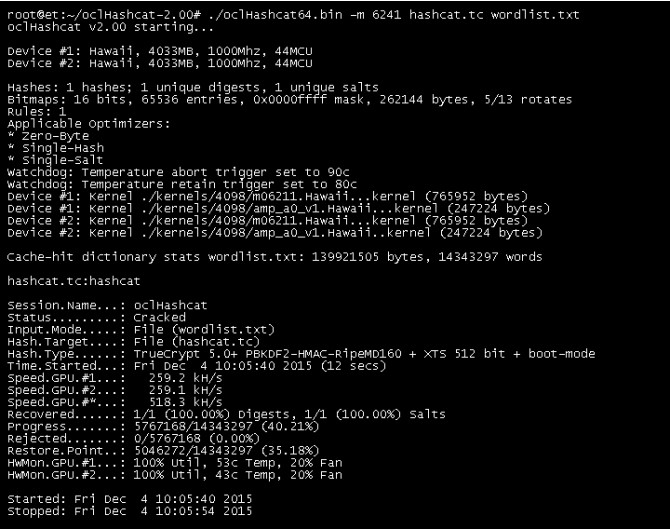 root@et:~/oclHashcat-2.00# ./oclHashcat64.bin -m 6241 hashcat.tc wordlist.txt
oclHashcat v2.00 starting...
Device #1: Hawaii, 4033MB, 1000Mhz, 44MCU
Device #2: Hawaii, 4033MB, 1000Mhz, 44MCU
Hashes: 1 hashes; 1 unique digests, 1 unique salts
Bitmaps: 16 bits, 65536 entries, 0x0000ffff mask, 262144 bytes, 5/13 rotates
Rules: 1
Applicable Optimizers:
* Zero-Byte
* Single-Hash
* Single-Salt
Watchdog: Temperature abort trigger set to 90c
Watchdog: Temperature retain trigger set to 80c
Device #1: Kernel ./kernels/4098/m06211.Hawaii...kernel (765952 bytes)
Device #1: Kernel ./kernels/4098/amp_a0_v1.Hawaii...kernel (247224 bytes)
Device #2: Kernel ./kernels/4098/m06211.Hawaii...kernel (765952 bytes)
Device #2: Kernel ./kernels/4098/amp_a0_v1.Hawaii..kernel (247224 bytes)
Cache-hit dictionary stats wordlist.txt: 139921505 bytes, 14343297 words
hashcat.tc:hashcat
Session.Name...: oclHashcat
Status.........: Cracked
Input.Mode.....: File (wordlist.txt)
Hash.Target....: File (hashcat.tc)
Hash.Type......: TrueCrypt 5.0+ PBKDF2-HMAC-RipeMD160 + XTS 512 bit + boot-mode
Time.Started...: Fri Dec  4 10:05:40 2015 (12 secs)
Speed.GPU.#1...:   259.2 kH/s
Speed.GPU.#2...:   259.1 kH/s
Speed.GPU.#*...:   518.3 kH/s
Recovered......: 1/1 (100.00%) Digests, 1/1 (100.00%) Salts
Progress.......: 5767168/14343297 (40.21%)
Rejected.......: 0/5767168 (0.00%)
Restore.Point..: 5046272/14343297 (35.18%)
HWMon.GPU.#1...: 100% Util, 53c Temp, 20% Fan
HWMon.GPU.#2...: 100% Util, 43c Temp, 20% Fan
Started: Fri Dec  4 10:05:40 2015
Stopped: Fri Dec  4 10:05:54 2015